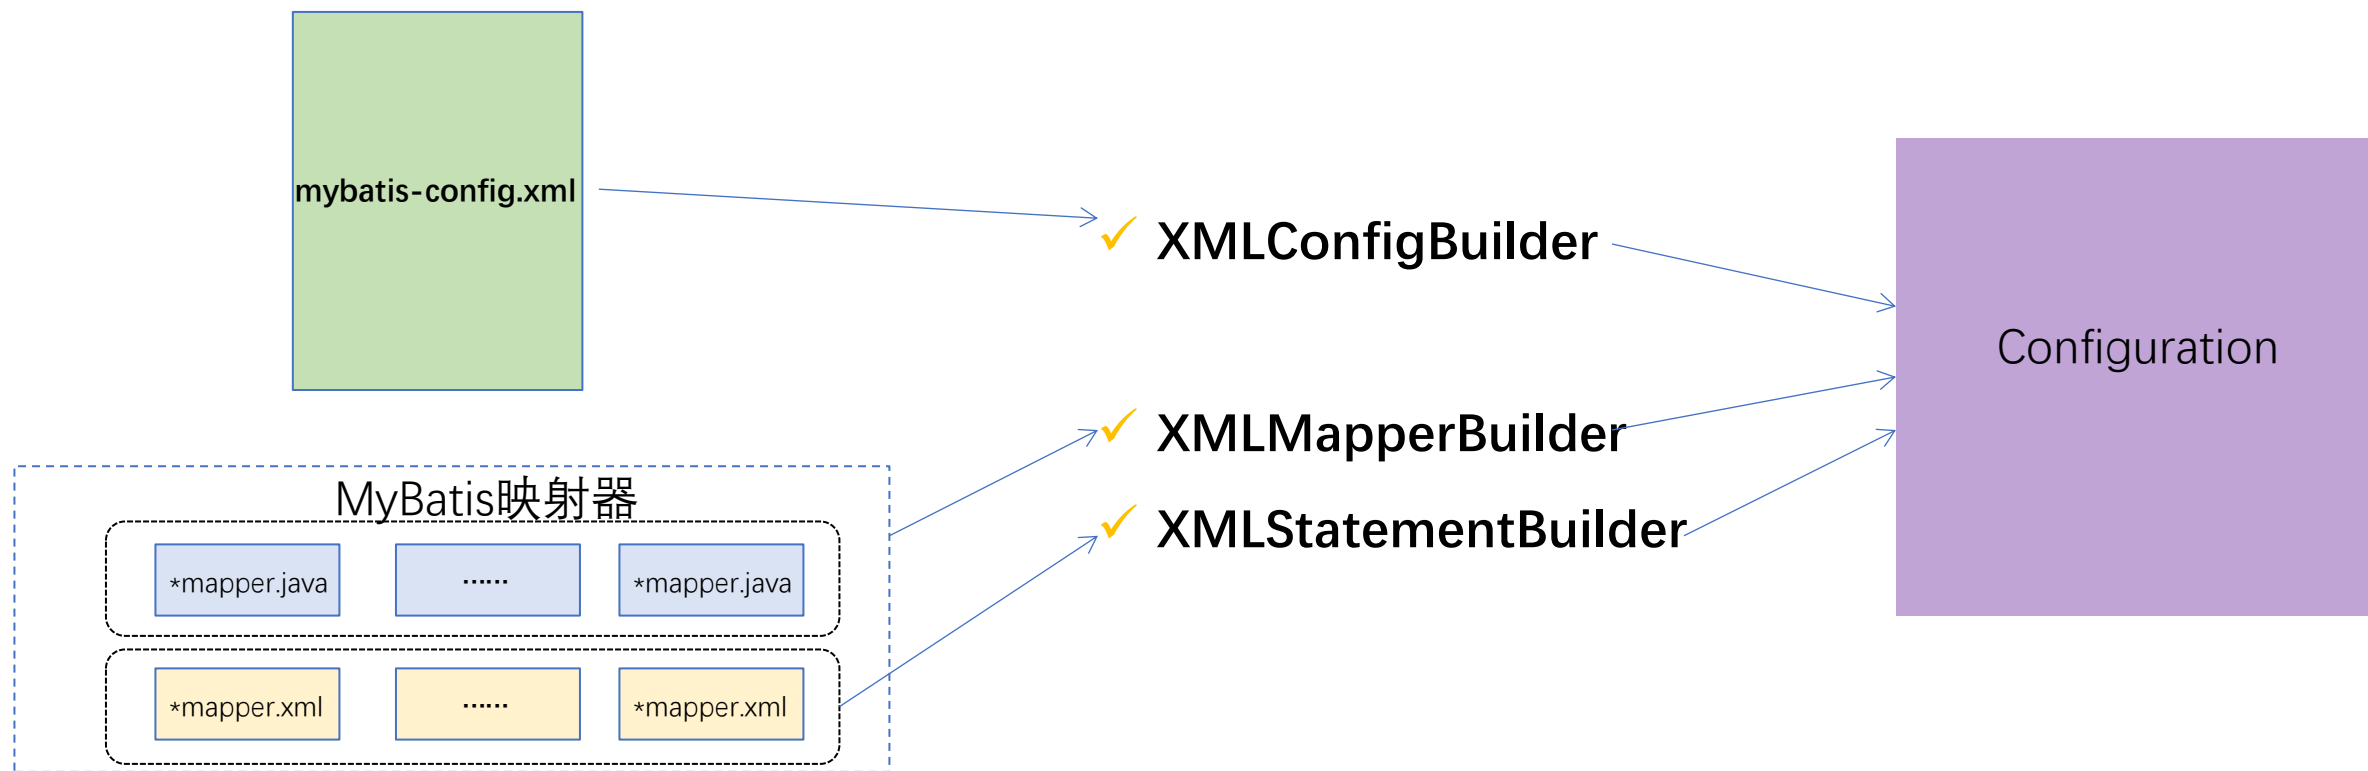 mybatis-config.xml
XMLConfigBuilder
Configuration
XMLMapperBuilder
XMLStatementBuilder
MyBatis映射器
*mapper.java
......
*mapper.java
*mapper.xml
......
*mapper.xml